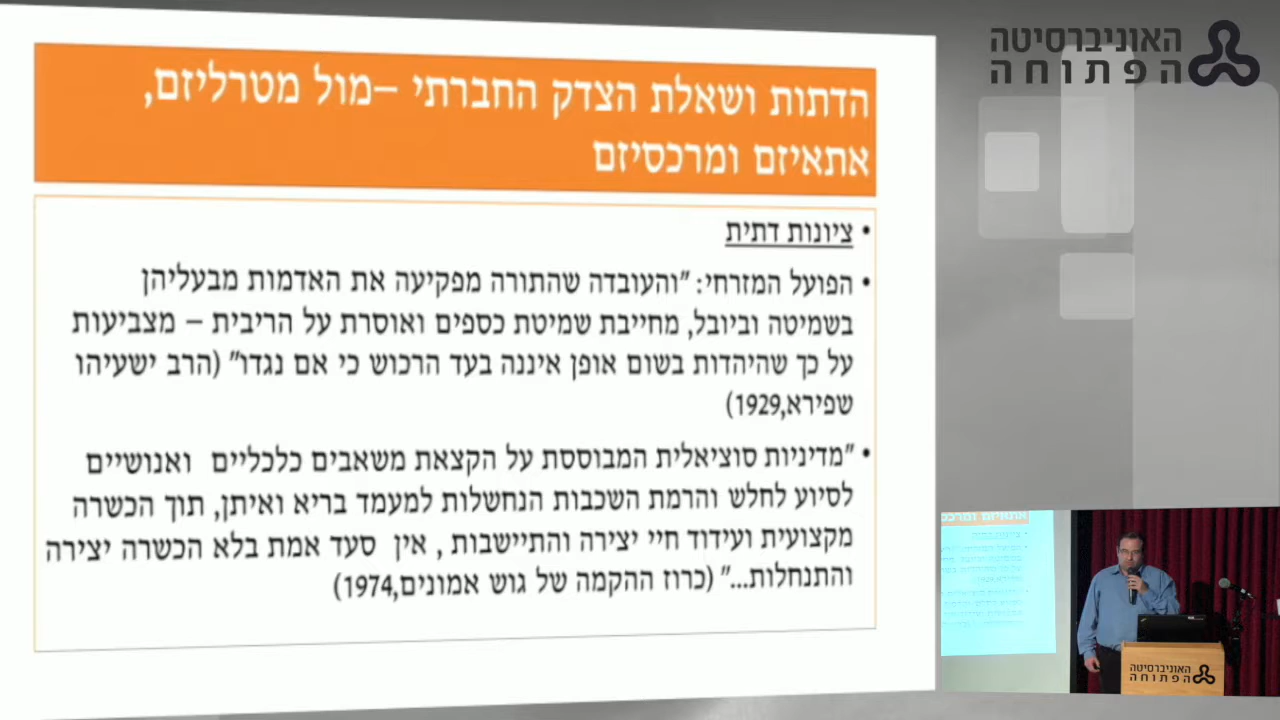 האוניברסיטה
הפתוחה
הדתות ושאלת הצדק החברתי –מול מטרליזם,
אתאיזם ומרכסיזם
• ציונות דתית
• הפועל המזרחי: "והעובדה שהתורה מפקיעה את האדמות מבעליהן
בשמיטה וביובל, מחייבת שמיטת כספים ואוסרת על הריבית – מצביעות
על כך שהיהדות בשום אופן איננה בעד הרכוש כי אם נגדו" (הרב ישעיהו
שפירא,1929)
• "מדיניות סוציאלית המבוססת על הקצאת משאבים כלכליים ואנושיים
לסיוע לחלש והרמת השכבות הנחשלות למעמד בריא ואיתן, תוך הכשרה
מקצועית ועידוד חיי יצירה והתיישבות , אין סעד אמת בלא הכשרה יצירה
והתנחלות..." (כרוז ההקמה של גוש אמונים,1974)
אתאיזם ומרכסיזם
האוניברסיטה
הפתוחה